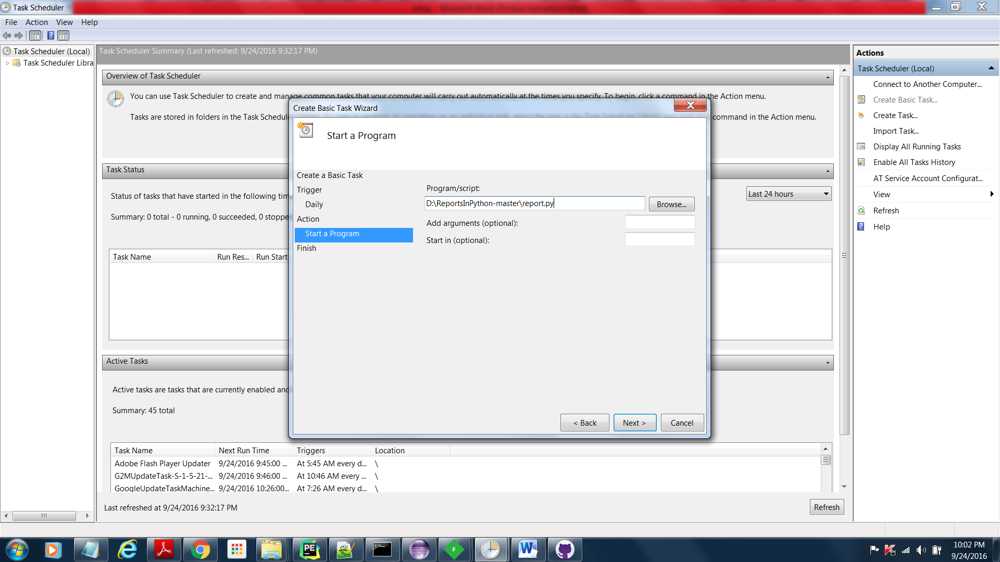 Task Scheduler
File Action View Help
Task Scheduler (Local)
Task Scheduler Libra
Task Scheduler Summary (Last refreshed: 9/24/2016 9:32:17 PM)
Overview of Task Scheduler
You can use Task Scheduler to create and manage common tasks that your computer will carry out automatically at the times you specify. To begin, click a command in the Action menu.
Tasks are stored in folders in the Task Schedul
command in the Action menu.
Task Status
Status of tasks that have started in the following tim
Last 24 hours
Summary: 0 total - 0 running, 0 succeeded, 0 stoppe
Task Name Run Res... Run Start
Active Tasks
Active tasks are tasks that are currently enabled and
Summary: 45 total
Task Name Next Run Time Triggers Location
Adobe Flash Player Updater 9/24/2016 9:45:00 ... At 5:45 AM every d... \
G2MUpdateTask-S-1-5-21-... 9/24/2016 9:46:00 ... At 10:46 AM every ... \
GoogleUpdateTaskMachine... 9/24/2016 10:26:00... At 7:26 AM every d... \
Last refreshed at 9/24/2016 9:32:17 PM
Refresh
Create Basic Task Wizard
Start a Program
Create a Basic Task
Trigger
Daily
Action
Start a Program
Finish
Program/script:
D:\ReportsInPython-master\report.py
Browse...
Add arguments (optional):
Start in (optional):
< Back Next > Cancel
Actions
Task Scheduler (Local)
Connect to Another Computer...
Create Basic Task...
Create Task...
Import Task...
Display All Running Tasks
Enable All Tasks History
AT Service Account Configurat...
View
Refresh
Help
10:02 PM
9/24/2016